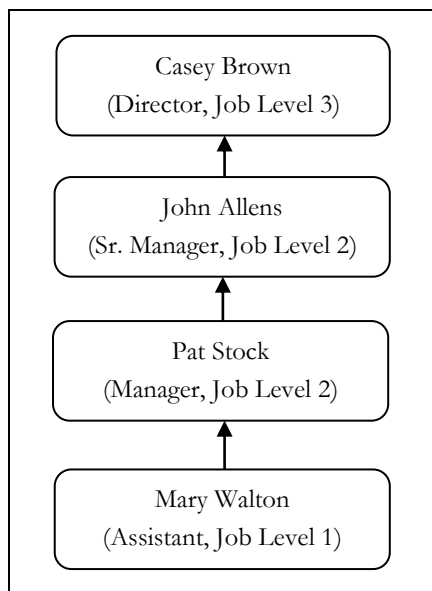 Casey Brown
(Director, Job Level 3)
John Allens
(Sr. Manager, Job Level 2)
Pat Stock
(Manager, Job Level 2)
Mary Walton
(Assistant, Job Level 1)